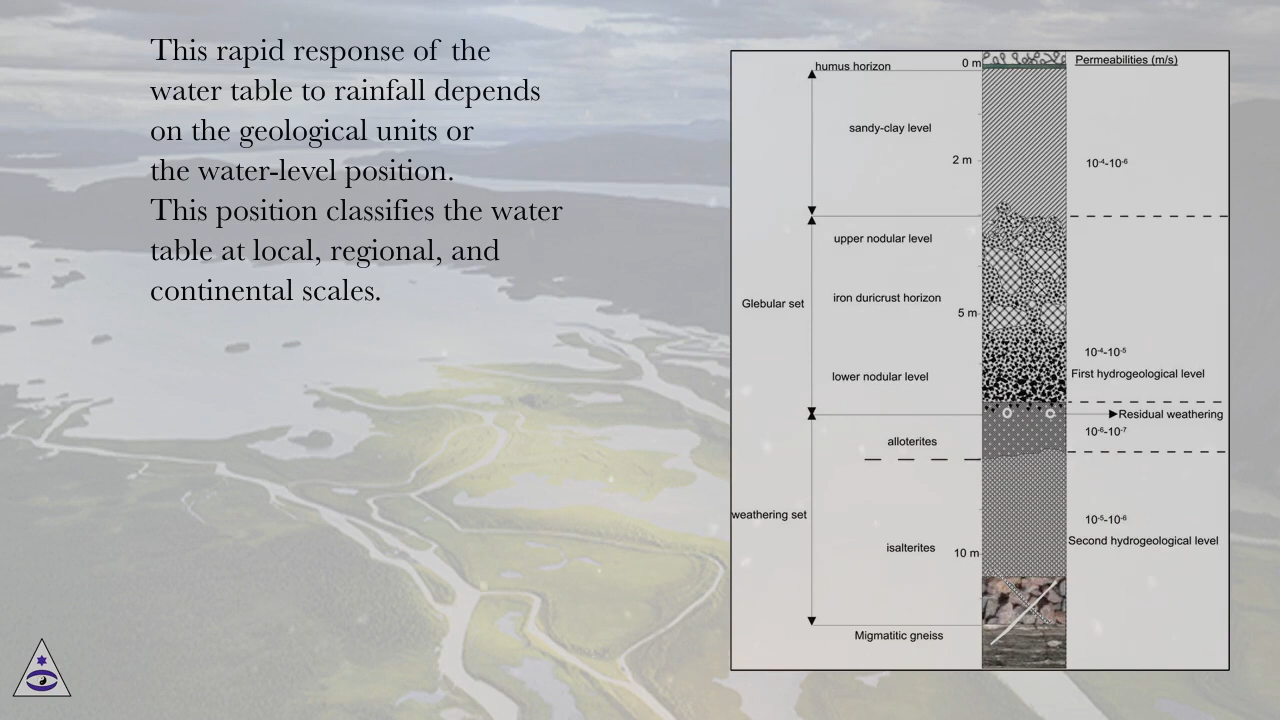 This rapid response of the
water table to rainfall depends
on the geological units or
the water-level position.
This position classifies the water
table at local, regional, and
continental scales.
humus horizon
0 m
Permeabilities (m/s)
sandy-clay level
2 m
10⁻⁴-10⁻⁶
upper nodular level
Glebular set
iron duricrust horizon
5 m
10⁻⁴-10⁻⁵
lower nodular level
First hydrogeological level
Residual weathering
10⁻⁶-10⁻⁷
alloterites
weathering set
10⁻⁵-10⁻⁶
Second hydrogeological level
isalterites
10 m
Migmatitic gneiss